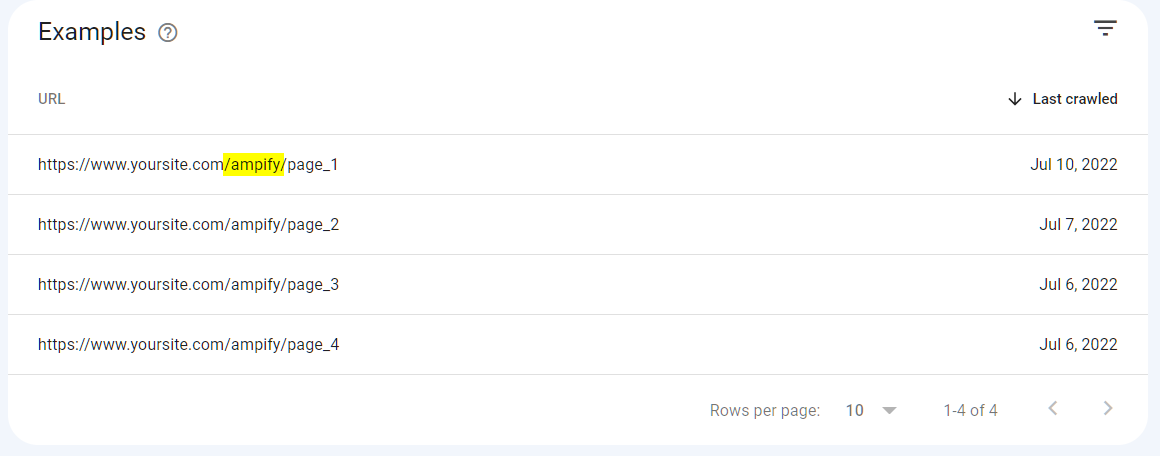 Examples
URL Last crawled
https://www.yoursite.com/ampify/page_1 Jul 10, 2022
https://www.yoursite.com/ampify/page_2 Jul 7, 2022
https://www.yoursite.com/ampify/page_3 Jul 6, 2022
https://www.yoursite.com/ampify/page_4 Jul 6, 2022
Rows per page: 10 1-4 of 4